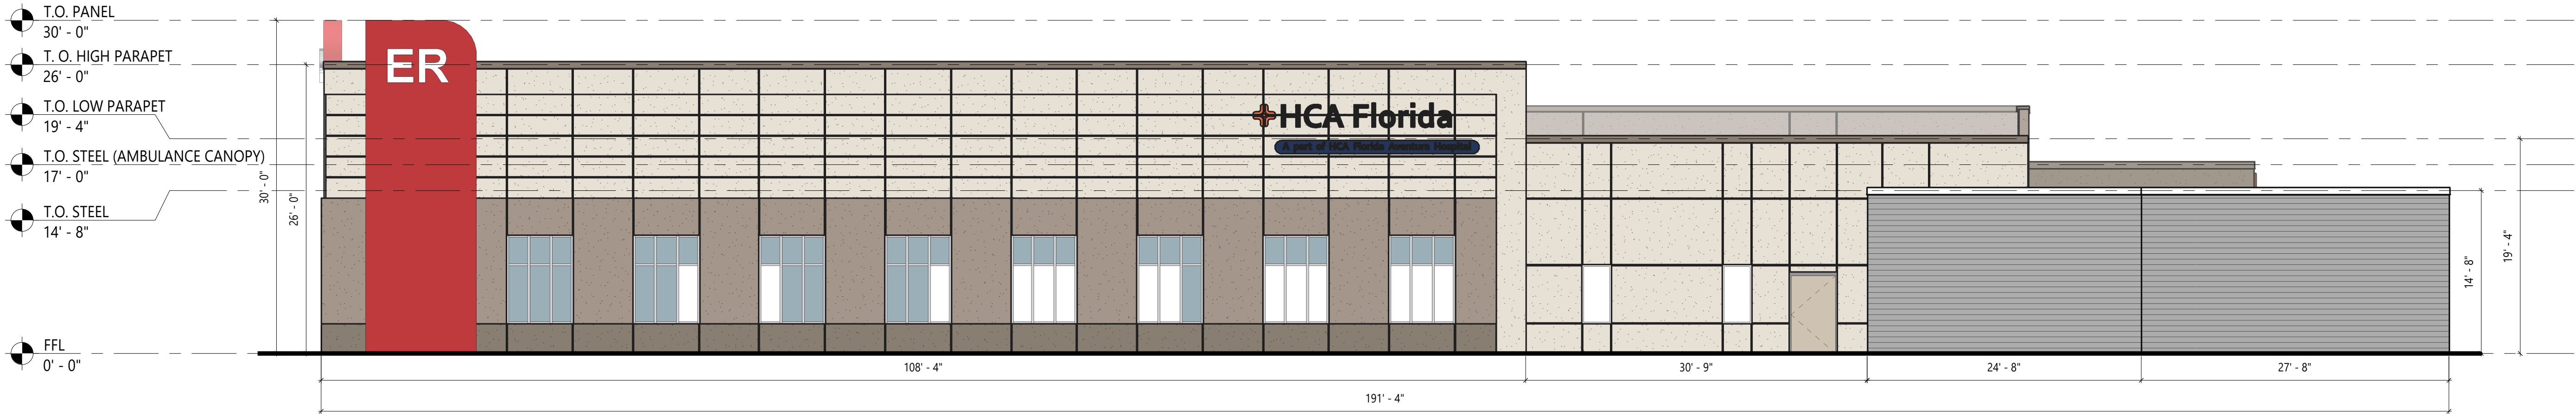 T.O. PANEL
30' - 0"
T. O. HIGH PARAPET
26' - 0"
T.O. LOW PARAPET
19' - 4"
T.O. STEEL (AMBULANCE CANOPY)
17' - 0"
T.O. STEEL
14' - 8"
FFL
0' - 0"
30' - 0"
26' - 0"
ER
HCA Florida
A part of HCA Florida Aventura Hospital
14' - 8"
19' - 4"
108' - 4"
30' - 9"
24' - 8"
27' - 8"
191' - 4"